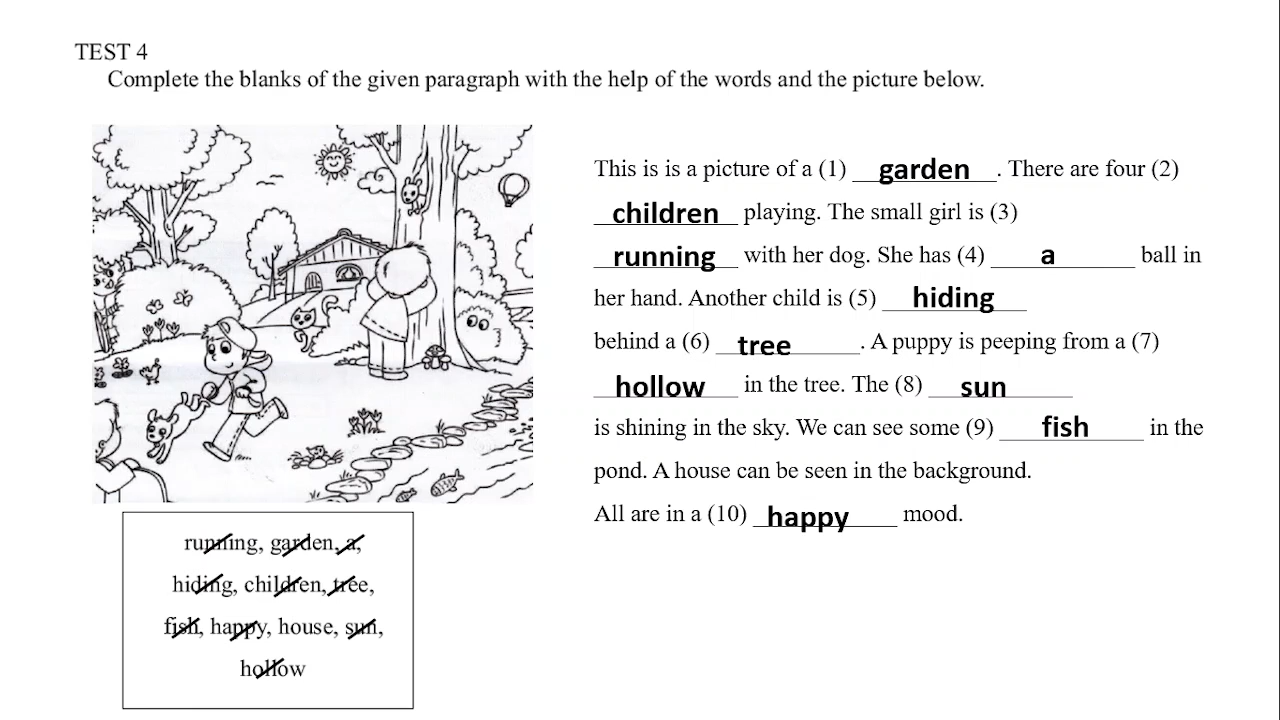 TEST 4
Complete the blanks of the given paragraph with the help of the words and the picture below.
This is is a picture of a (1) garden. There are four (2)
children playing. The small girl is (3)
running with her dog. She has (4) a ball in
her hand. Another child is (5) hiding
behind a (6) tree. A puppy is peeping from a (7)
hollow in the tree. The (8) sun
is shining in the sky. We can see some (9) fish in the
pond. A house can be seen in the background.
All are in a (10) happy mood.
running, garden, a,
hiding, children, tree,
fish, happy, house, sun,
hollow